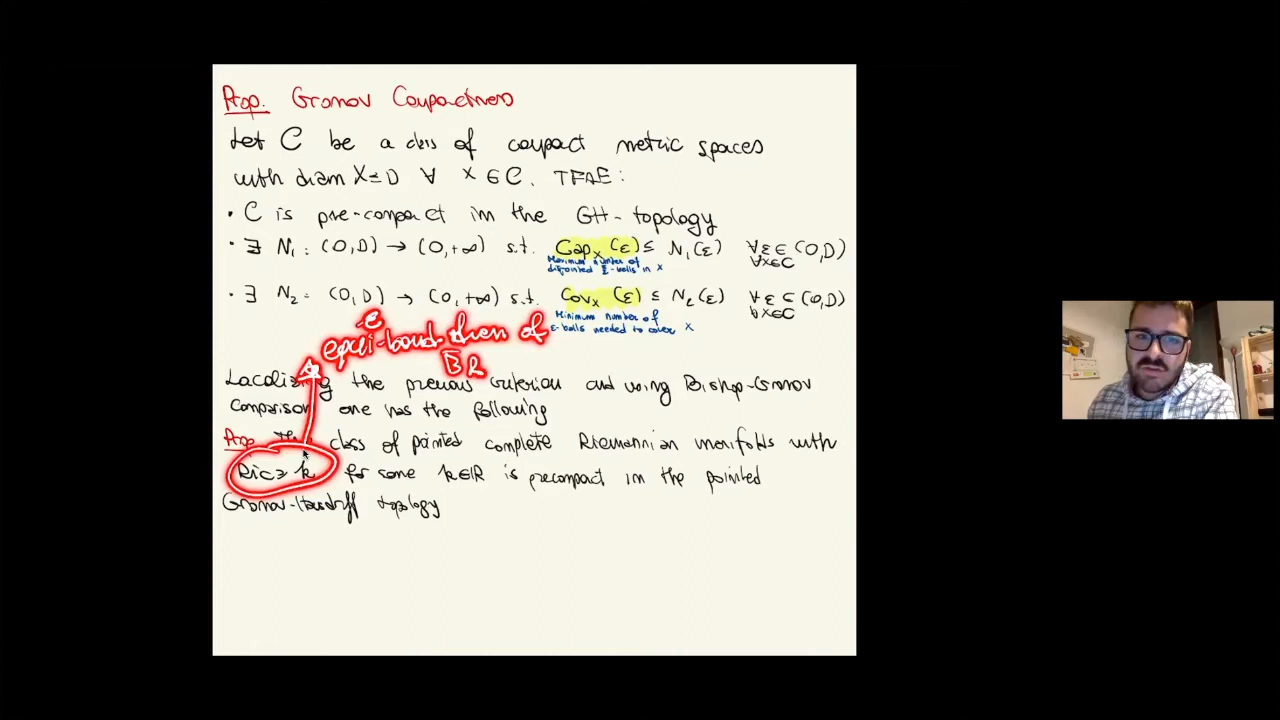 Prop. Gromov Compactness
Let C be a class of compact metric spaces
with diam X ≤ D ∀ X ∈ C. TFAE:
• C is pre-compact in the GH-topology
• ∃ N₁: (0,D) → (0,+∞) s.t. Cap_X(ε) ≤ N₁(ε) ∀ε ∈ (0,D) ∀X∈C
Maximum number of disjointed ε/2-balls in X
• ∃ N₂: (0,D) → (0,+∞) s.t. Cov_X(ε) ≤ N₂(ε) ∀ε ∈ (0,D) ∀X∈C
Minimum number of ε-balls needed to cover X
equi-boundedness of
B_R
Localizing the previous criterion and using Bishop-Gromov
Comparison one has the following
Prop. The class of pointed complete Riemannian manifolds with
Ric ≥ k for some k∈ℝ is precompact in the pointed
Gromov-Hausdorff topology